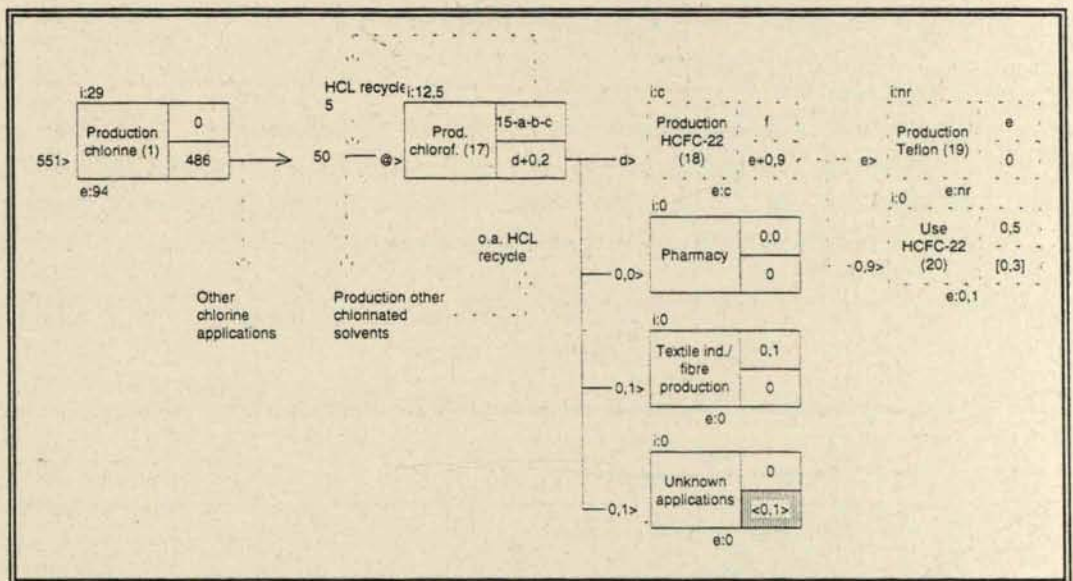 i:29
Production
chlorine (1)
0
486
551>
e:94
HCL recycle
5
50
@>
i:12,5
Prod.
chlorof. (17)
15-a-b-c
d+0,2
Other
chlorine
applications
Production other
chlorinated
solvents
o.a. HCL
recycle
d>
i:c
Production
HCFC-22
(18)
f
e+0,9
e:c
e>
i:nr
Production
Teflon (19)
e
0
e:nr
0,9>
i:0
Use
HCFC-22
(20)
0,5
[0,3]
e:0,1
0,0>
i:0
Pharmacy
0,0
0
0,1>
i:0
Textile ind./
fibre
production
0,1
0
e:0
0,1>
i:0
Unknown
applications
0
<0,1>
e:0